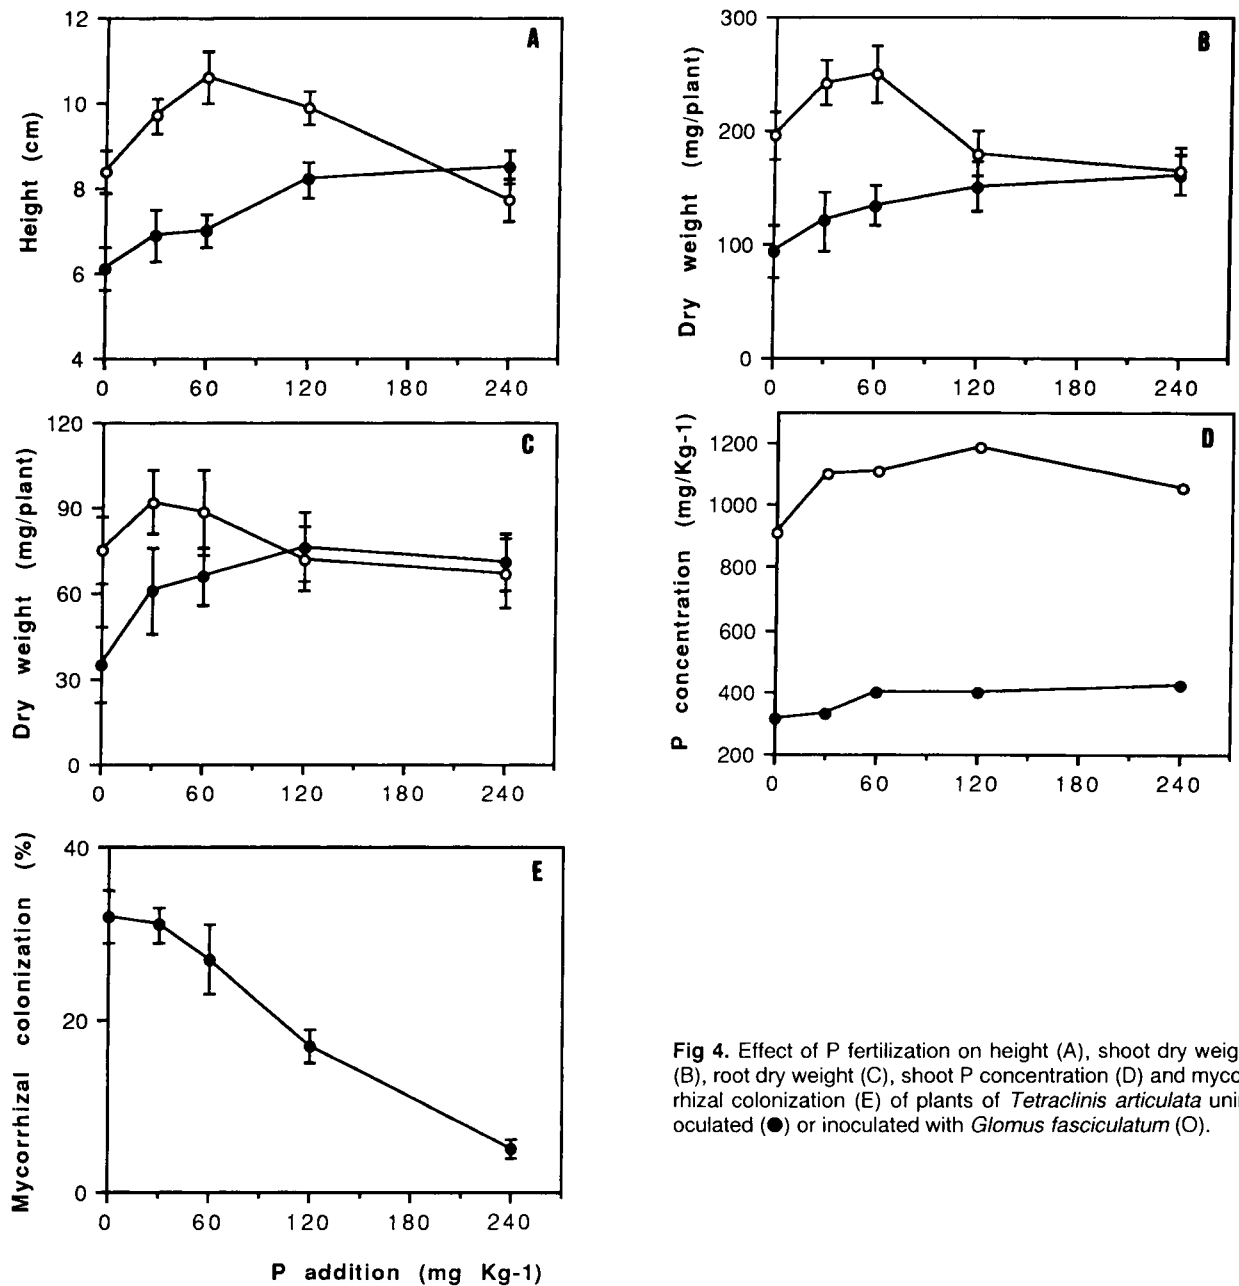 12
10
8
6
4
Height (cm)
A
0 60 120 180 240
300
200
100
0
Dry weight (mg/plant)
B
0 60 120 180 240
120
90
60
30
0
Dry weight (mg/plant)
C
0 60 120 180 240
1200
1000
800
600
400
200
P concentration (mg/Kg-1)
D
0 60 120 180 240
40
20
0
Mycorrhizal colonization (%)
E
0 60 120 180 240
P addition (mg Kg-1)
Fig 4. Effect of P fertilization on height (A), shoot dry weig
(B), root dry weight (C), shoot P concentration (D) and myco
rhizal colonization (E) of plants of Tetraclinis articulata unin
oculated (●) or inoculated with Glomus fasciculatum (O).